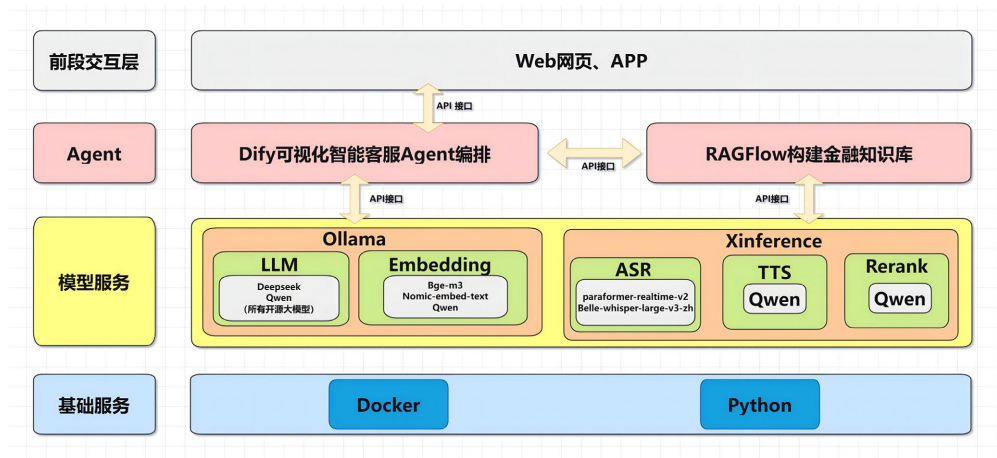 前段交互层
Web网页、APP
API 接口
Agent
Dify可视化智能客服Agent编排
API接口
RAGFlow构建金融知识库
API接口
API接口
模型服务
Ollama
LLM
Deepseek
Qwen
（所有开源大模型）
Embedding
Bge-m3
Nomic-embed-text
Qwen
Xinference
ASR
paraformer-realtime-v2
Belle-whisper-large-v3-zh
TTS
Qwen
Rerank
Qwen
基础服务
Docker
Python